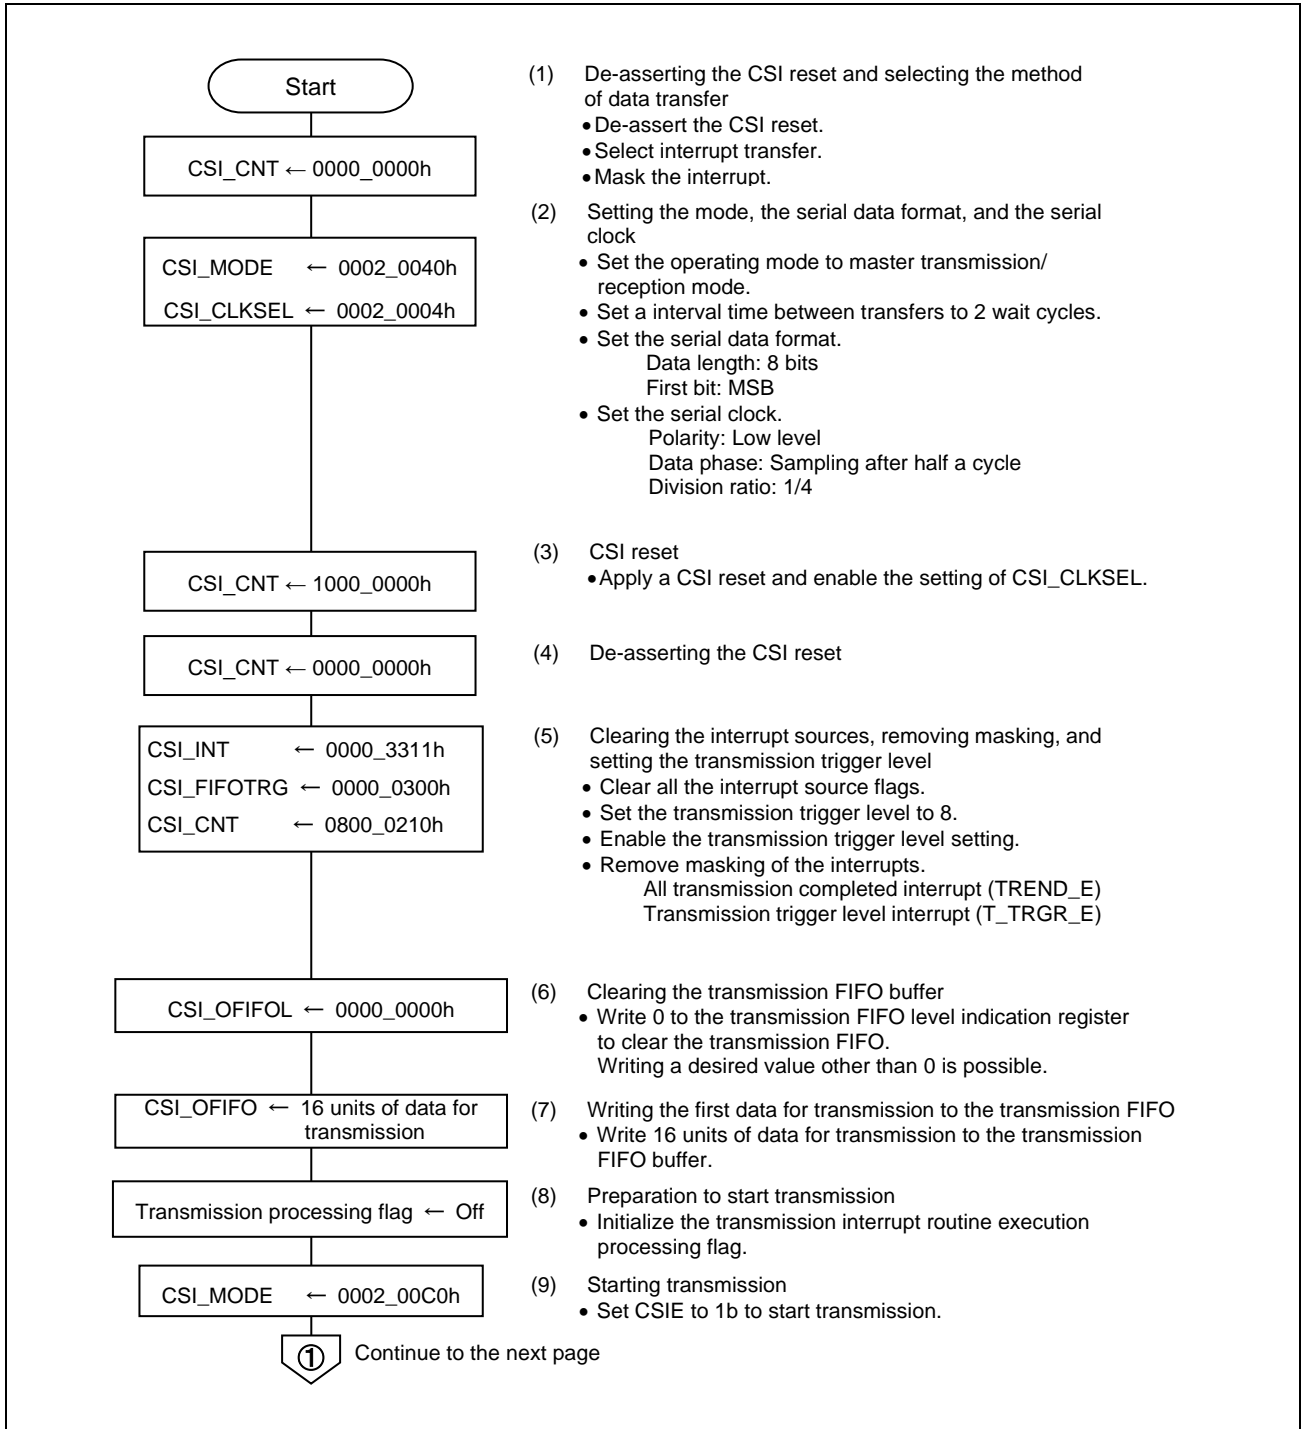 Start
CSI_CNT ← 0000_0000h
(1) De-asserting the CSI reset and selecting the method
of data transfer
•De-assert the CSI reset.
•Select interrupt transfer.
•Mask the interrupt.
CSI_MODE ← 0002_0040h
CSI_CLKSEL ← 0002_0004h
(2) Setting the mode, the serial data format, and the serial
clock
• Set the operating mode to master transmission/
reception mode.
• Set a interval time between transfers to 2 wait cycles.
• Set the serial data format.
Data length: 8 bits
First bit: MSB
• Set the serial clock.
Polarity: Low level
Data phase: Sampling after half a cycle
Division ratio: 1/4
CSI_CNT ← 1000_0000h
(3) CSI reset
•Apply a CSI reset and enable the setting of CSI_CLKSEL.
CSI_CNT ← 0000_0000h
(4) De-asserting the CSI reset
CSI_INT ← 0000_3311h
CSI_FIFOTRG ← 0000_0300h
CSI_CNT ← 0800_0210h
(5) Clearing the interrupt sources, removing masking, and
setting the transmission trigger level
• Clear all the interrupt source flags.
• Set the transmission trigger level to 8.
• Enable the transmission trigger level setting.
• Remove masking of the interrupts.
All transmission completed interrupt (TREND_E)
Transmission trigger level interrupt (T_TRGR_E)
CSI_OFIFOL ← 0000_0000h
(6) Clearing the transmission FIFO buffer
• Write 0 to the transmission FIFO level indication register
to clear the transmission FIFO.
Writing a desired value other than 0 is possible.
CSI_OFIFO ← 16 units of data for
transmission
(7) Writing the first data for transmission to the transmission FIFO
• Write 16 units of data for transmission to the transmission
FIFO buffer.
Transmission processing flag ← Off
(8) Preparation to start transmission
• Initialize the transmission interrupt routine execution
processing flag.
CSI_MODE ← 0002_00C0h
(9) Starting transmission
• Set CSIE to 1b to start transmission.
① Continue to the next page